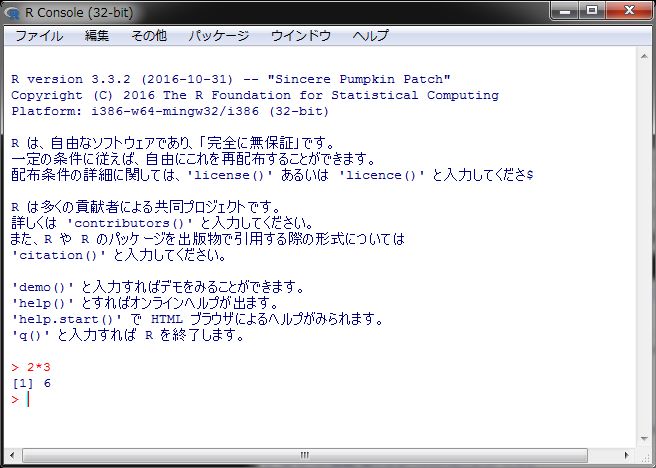 R Console (32-bit)
ファイル 編集 その他 パッケージ ウインドウ ヘルプ
R version 3.3.2 (2016-10-31) -- "Sincere Pumpkin Patch"
Copyright (C) 2016 The R Foundation for Statistical Computing
Platform: i386-w64-mingw32/i386 (32-bit)
R は、自由なソフトウェアであり、「完全に無保証」です。
一定の条件に従えば、自由にこれを再配布することができます。
配布条件の詳細に関しては、'license()' あるいは 'licence()' と入力してくださ$
R は多くの貢献者による共同プロジェクトです。
詳しくは 'contributors()' と入力してください。
また、R や R のパッケージを出版物で引用する際の形式については
'citation()' と入力してください。
'demo()' と入力すればデモをみることができます。
'help()' とすればオンラインヘルプが出ます。
'help.start()' で HTML ブラウザによるヘルプがみられます。
'q()' と入力すれば R を終了します。
> 2*3
[1] 6
>